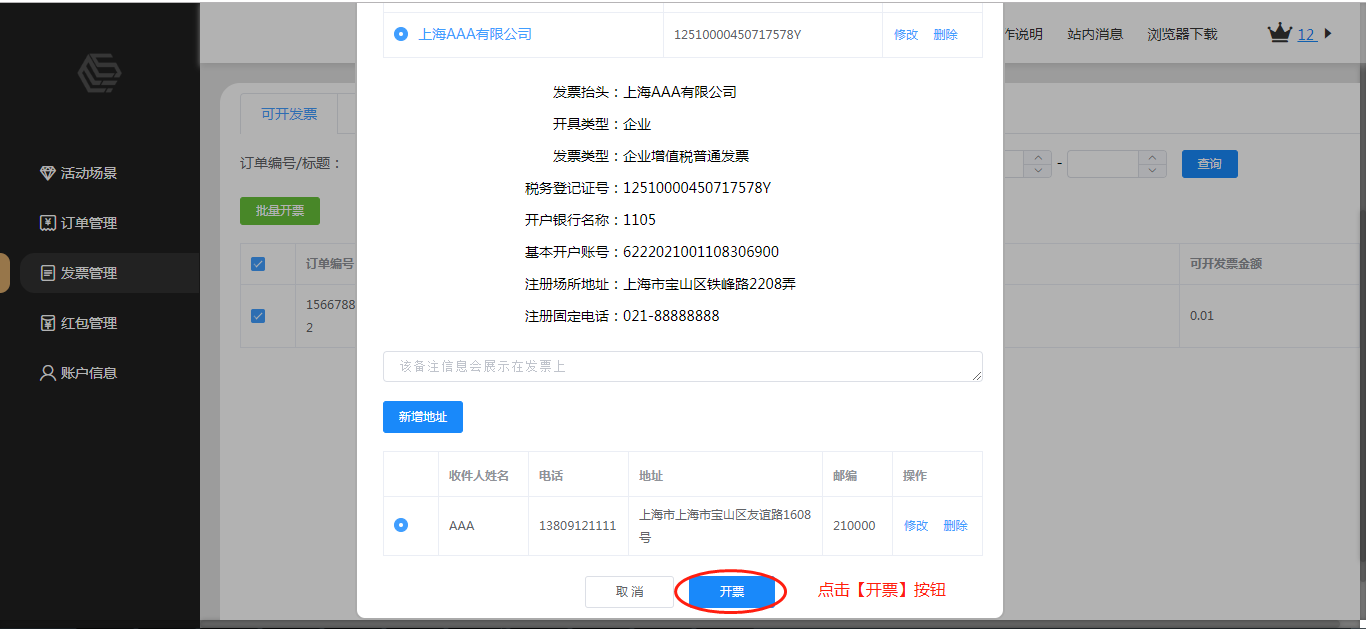 上海AAA有限公司 12510000450717578Y 修改 删除
作说明 站内消息 浏览器下载 12
发票抬头：上海AAA有限公司
可开发票
开具类型：企业
发票类型：企业增值税普通发票
订单编号/标题：
- 查询
活动场景
税务登记证号：12510000450717578Y
批量开票
开户银行名称：1105
订单管理
基本开户账号：6222021001108306900
订单编号 可开发票金额
发票管理
注册场所地址：上海市宝山区铁峰路2208弄
1566788
2
0.01
注册固定电话：021-88888888
红包管理
该备注信息会展示在发票上
账户信息
新增地址
收件人姓名 电话 地址 邮编 操作
AAA 13809121111 上海市上海市宝山区友谊路1608
号
210000 修改 删除
取消 开票 点击【开票】按钮